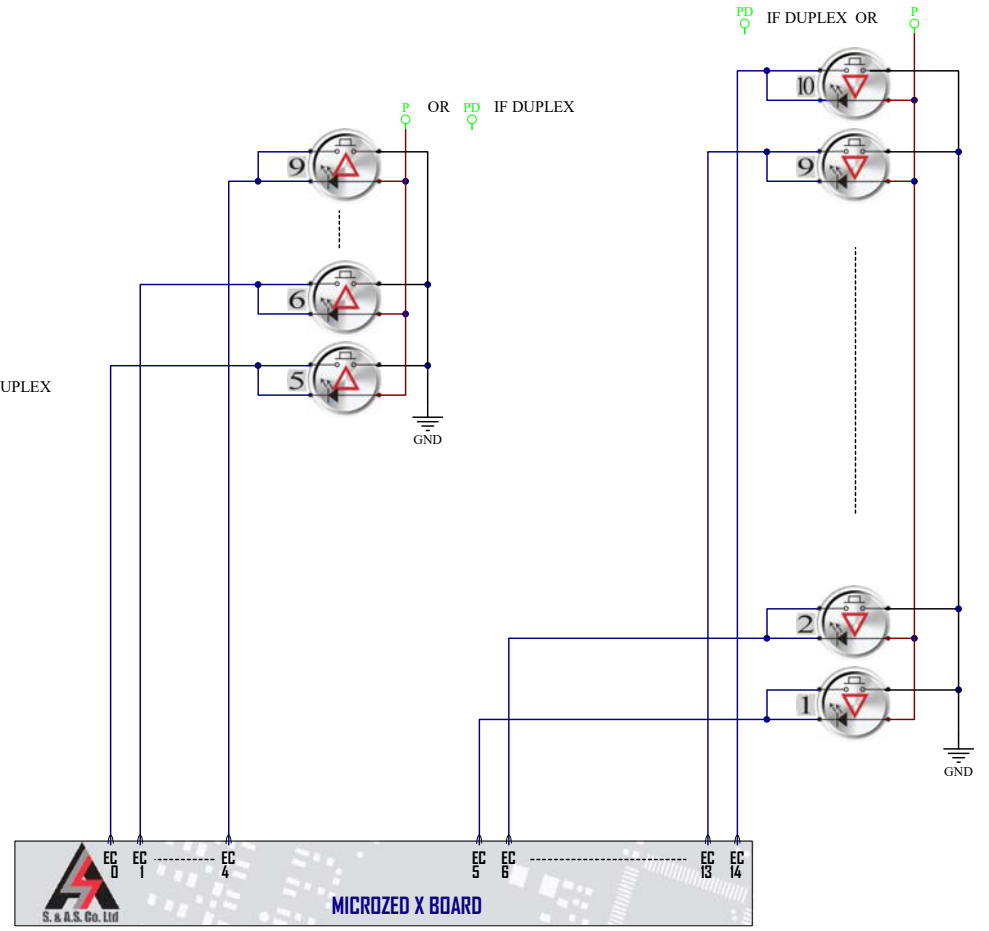 PD IF DUPLEX OR P
10
9
P OR PD IF DUPLEX
9
6
5
UPLEX
GND
2
1
GND
EC 0 EC 1 EC 4 EC 5 EC 6 EC 13 EC 14
S. & A.S. Co. Ltd
MICROZED X BOARD